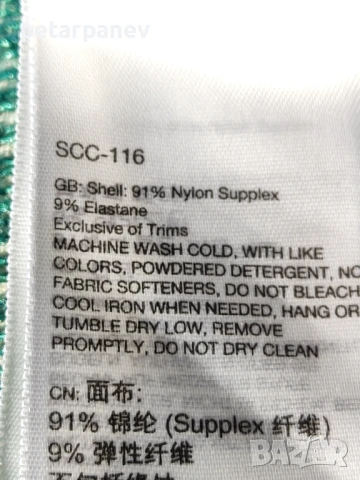 @petarpanev
SCC-116
GB: Shell: 91% Nylon Supplex
9% Elastane
Exclusive of Trims
MACHINE WASH COLD, WITH LIKE
COLORS, POWDERED DETERGENT, NO
FABRIC SOFTENERS, DO NOT BLEACH
COOL IRON WHEN NEEDED, HANG OR
TUMBLE DRY LOW, REMOVE
PROMPTLY, DO NOT DRY CLEAN
CN: 面布:
91% 锦纶 (Supplex 纤维)
9% 弹性纤维
bazar